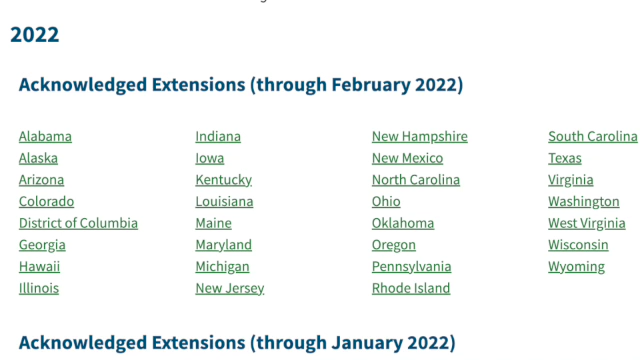 2022
Acknowledged Extensions (through February 2022)
Alabama
Alaska
Arizona
Colorado
District of Columbia
Georgia
Hawaii
Illinois
Indiana
Iowa
Kentucky
Louisiana
Maine
Maryland
Michigan
New Jersey
New Hampshire
New Mexico
North Carolina
Ohio
Oklahoma
Oregon
Pennsylvania
Rhode Island
South Carolina
Texas
Virginia
Washington
West Virginia
Wisconsin
Wyoming
Acknowledged Extensions (through January 2022)